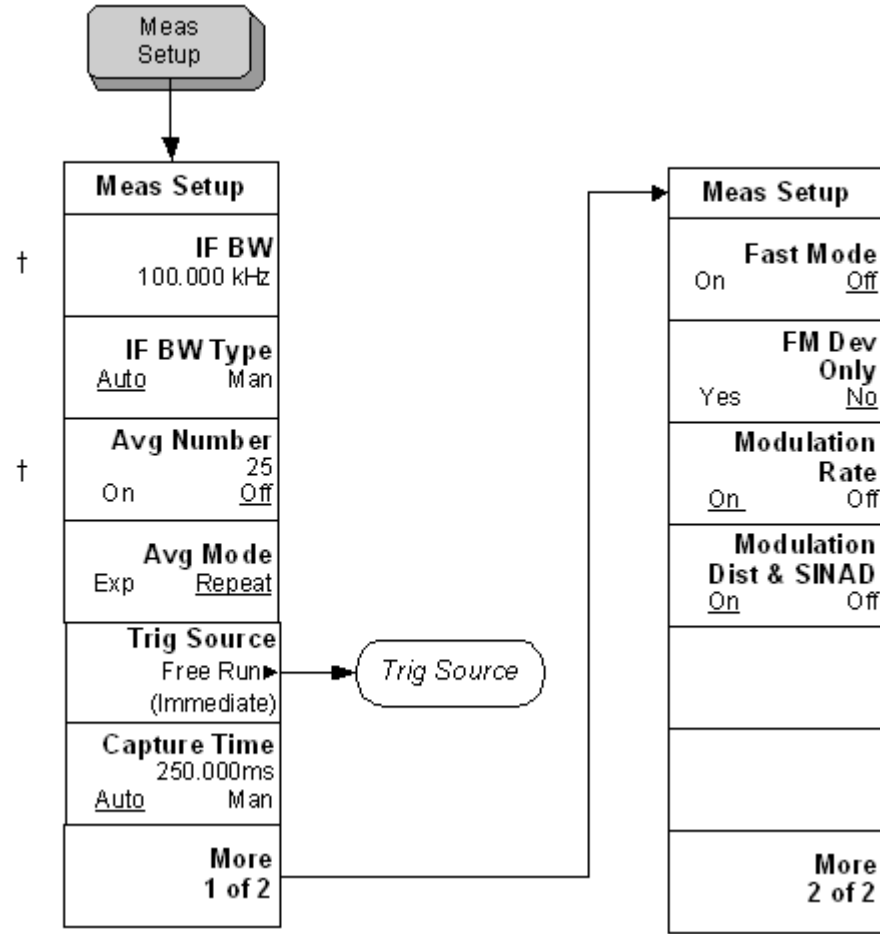 Meas
Setup
Meas Setup
† IF BW
100.000 kHz
IF BW Type
Auto Man
† Avg Number
25
On Off
Avg Mode
Exp Repeat
Trig Source
Free Run
(Immediate)
Capture Time
250.000ms
Auto Man
More
1 of 2
Trig Source
Meas Setup
Fast Mode
On Off
FM Dev
Only
Yes No
Modulation
Rate
On Off
Modulation
Dist & SINAD
On Off
More
2 of 2